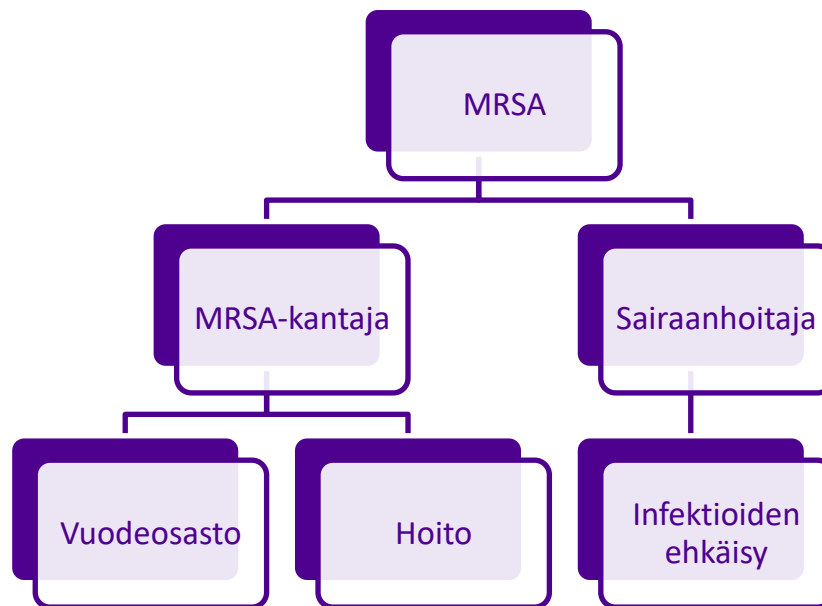 MRSA
MRSA-kantaja
Sairaanhoitaja
Vuodeosasto
Hoito
Infektioiden
ehkäisy